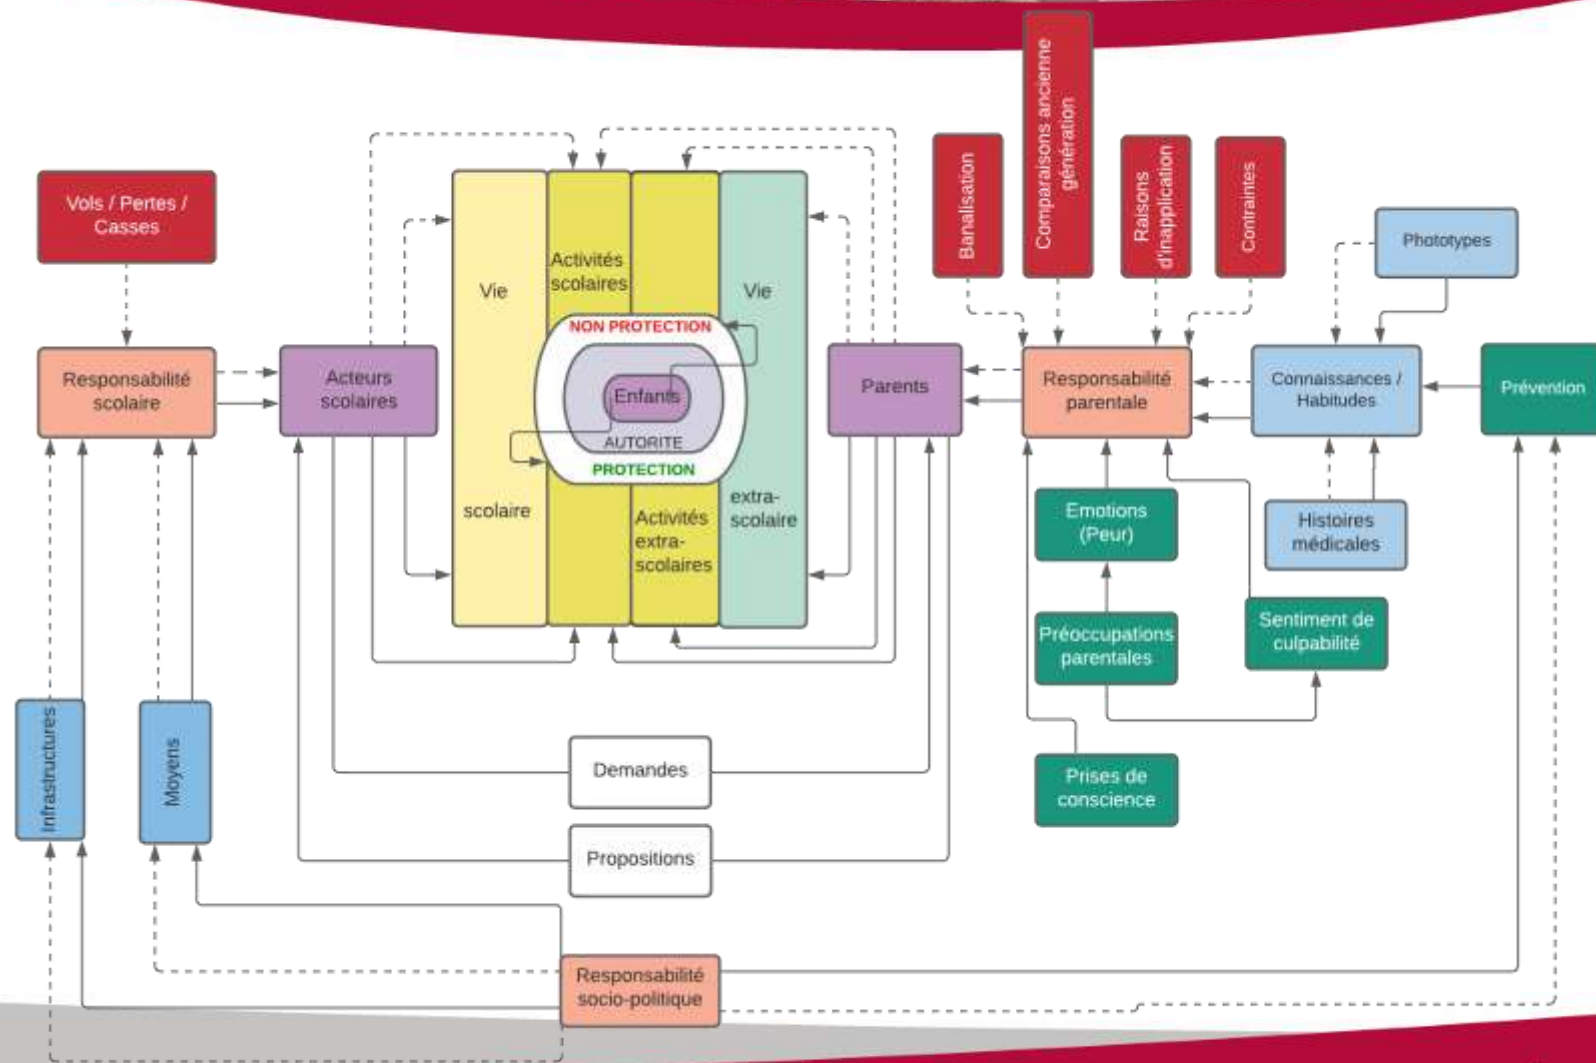 Comparaisons ancienne
génération
Banalisation
Raisons
d'inapplication
Contraintes
Vols / Pertes /
Casses
Phototypes
Activités
scolaires
Vie
Vie
NON PROTECTION
Responsabilité
scolaire
Acteurs
scolaires
Enfants
Parents
Responsabilité
parentale
Connaissances /
Habitudes
Prévention
AUTORITE
PROTECTION
scolaire
Activités
extra-
scolaires
extra-
scolaire
Emotions
(Peur)
Histoires
médicales
Préoccupations
parentales
Sentiment de
culpabilité
Infrastructures
Moyens
Demandes
Prises de
conscience
Propositions
Responsabilité
socio-politique